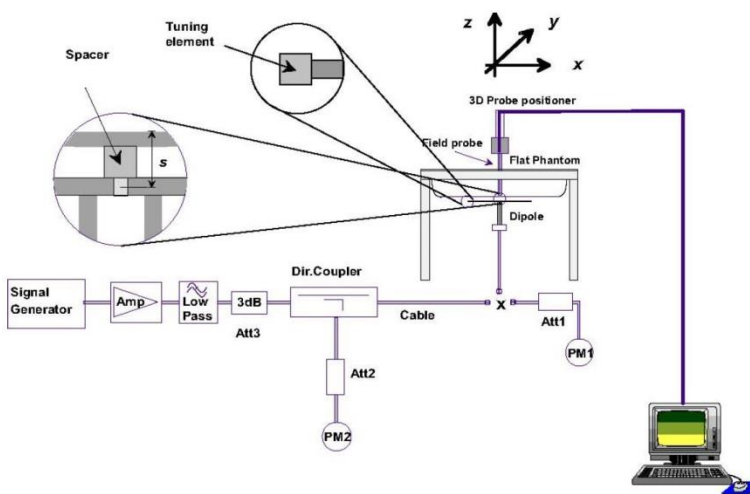 Tuning
element
Spacer
z
y
x
3D Probe positioner
Field probe
Flat Phantom
s
Dipole
Dir.Coupler
Signal
Generator
Amp
Low
Pass
3dB
Att3
Cable
x
Att1
PM1
Att2
PM2